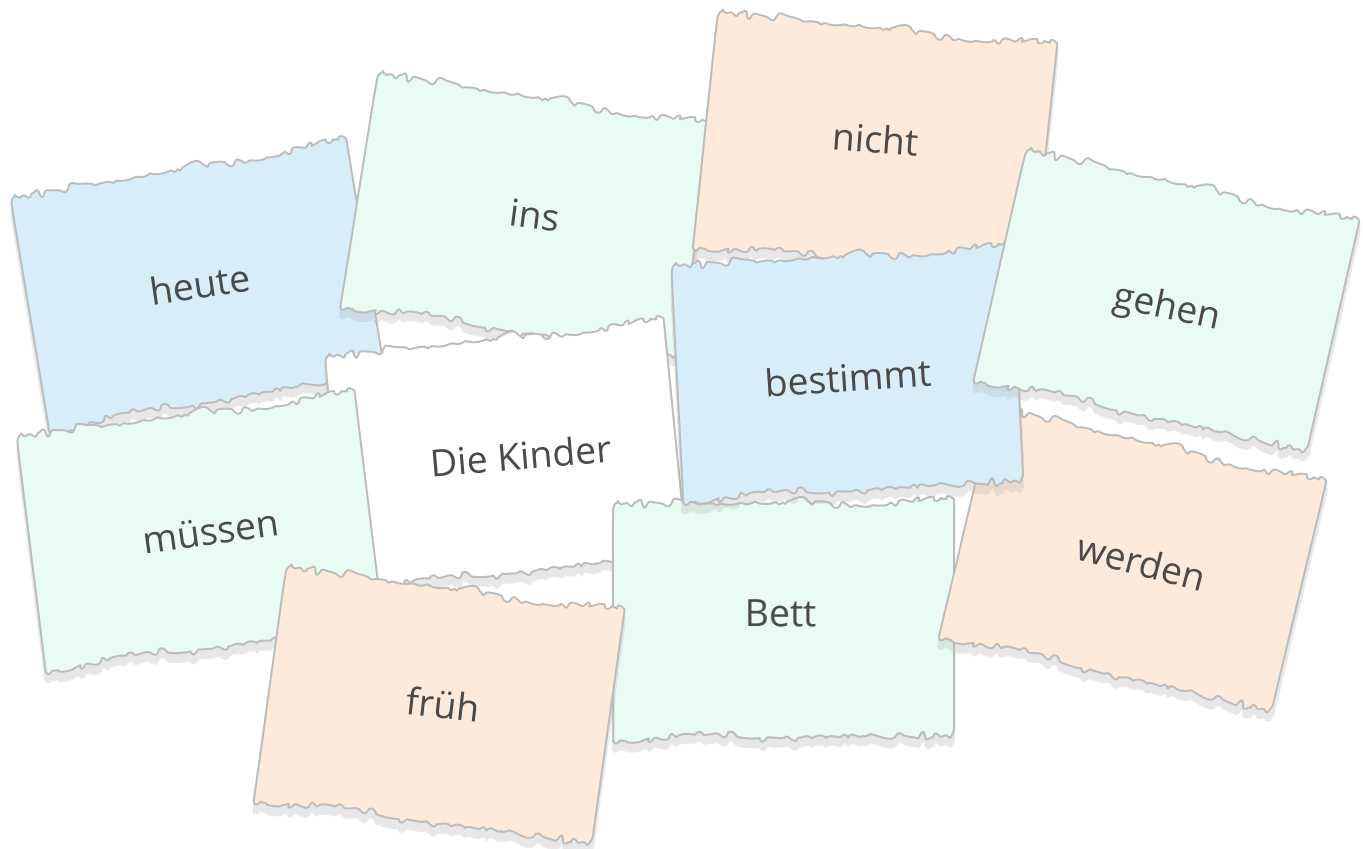 nicht
ins
heute
gehen
bestimmt
Die Kinder
müssen
werden
Bett
früh